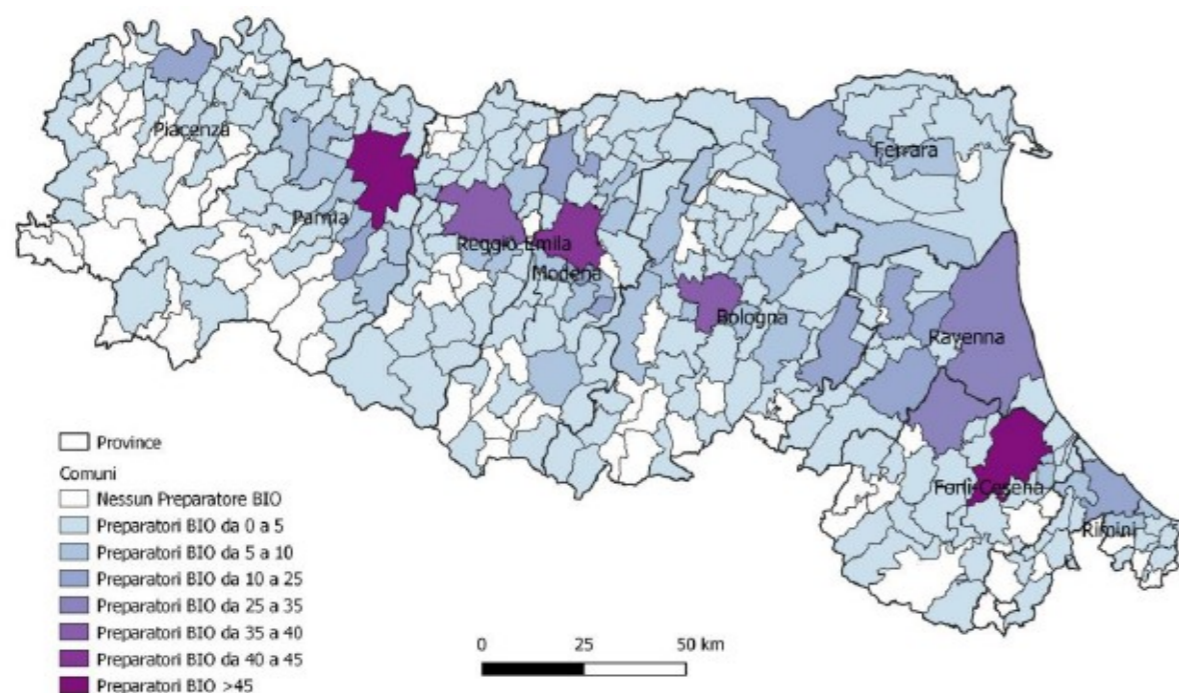 Piacenza
Ferrara
Parma
Reggio Emila
Modena
Bologna
Ravenna
Forlì-Cesena
Rimini
Province
Comuni
Nessun Preparatore BIO
Preparatori BIO da 0 a 5
Preparatori BIO da 5 a 10
Preparatori BIO da 10 a 25
Preparatori BIO da 25 a 35
Preparatori BIO da 35 a 40
Preparatori BIO da 40 a 45
Preparatori BIO >45
0 25 50 km